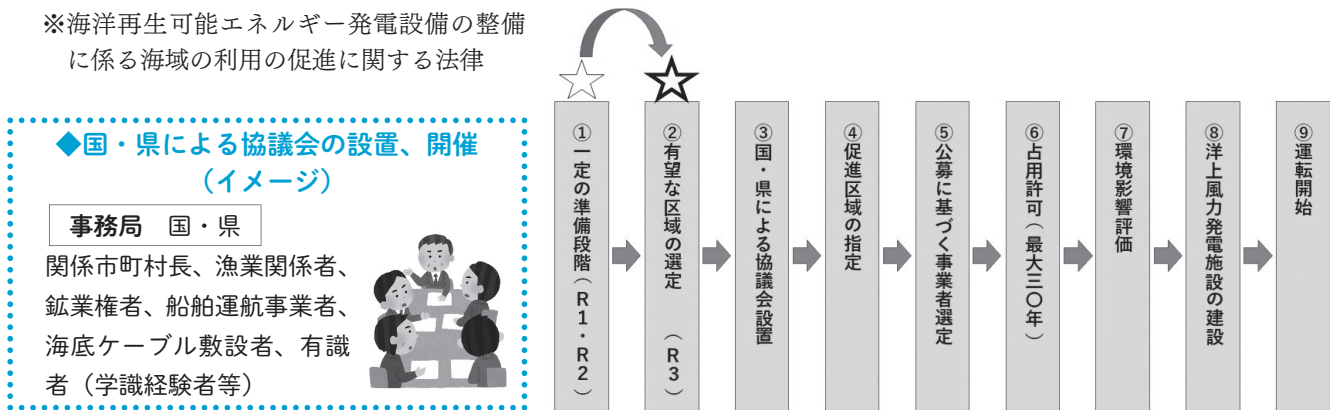 ※海洋再生可能エネルギー発電設備の整備
に係る海域の利用の促進に関する法律
◆国・県による協議会の設置、開催
（イメージ）
事務局　国・県
関係市町村長、漁業関係者、
鉱業権者、船舶運航事業者、
海底ケーブル敷設者、有識
者（学識経験者等）
①一定の準備段階（R1・R2）
②有望な区域の選定　（R3）
③国・県による協議会設置
④促進区域の指定
⑤公募に基づく事業者選定
⑥占用許可（最大三〇年）
⑦環境影響評価
⑧洋上風力発電施設の建設
⑨運転開始